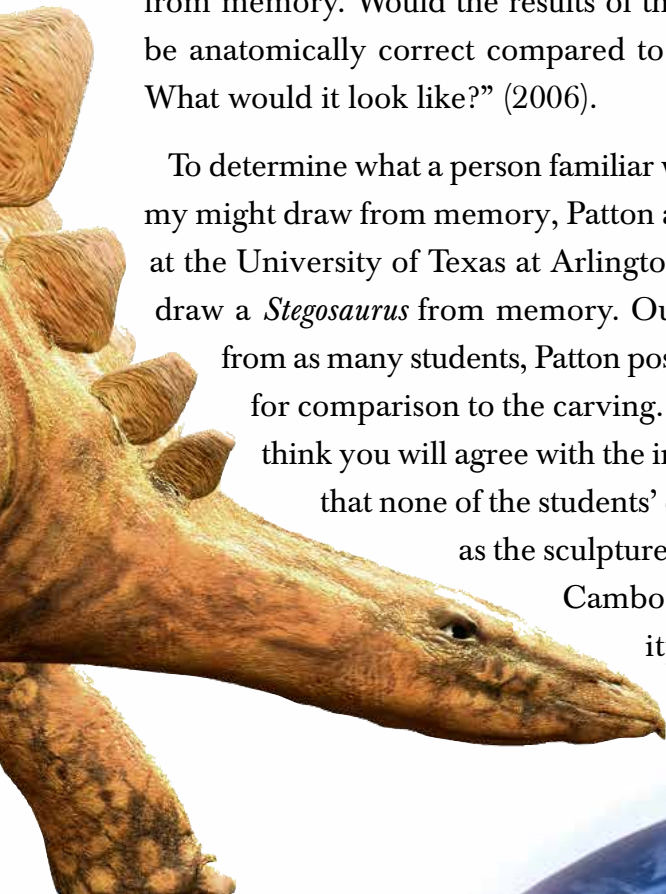 from memory. Would the results of th
be anatomically correct compared to
What would it look like?” (2006).
To determine what a person familiar
my might draw from memory, Patton a
at the University of Texas at Arlingto
draw a Stegosaurus from memory. Ou
from as many students, Patton pos
for comparison to the carving.
think you will agree with the in
that none of the students’
as the sculpture
Cambo
it